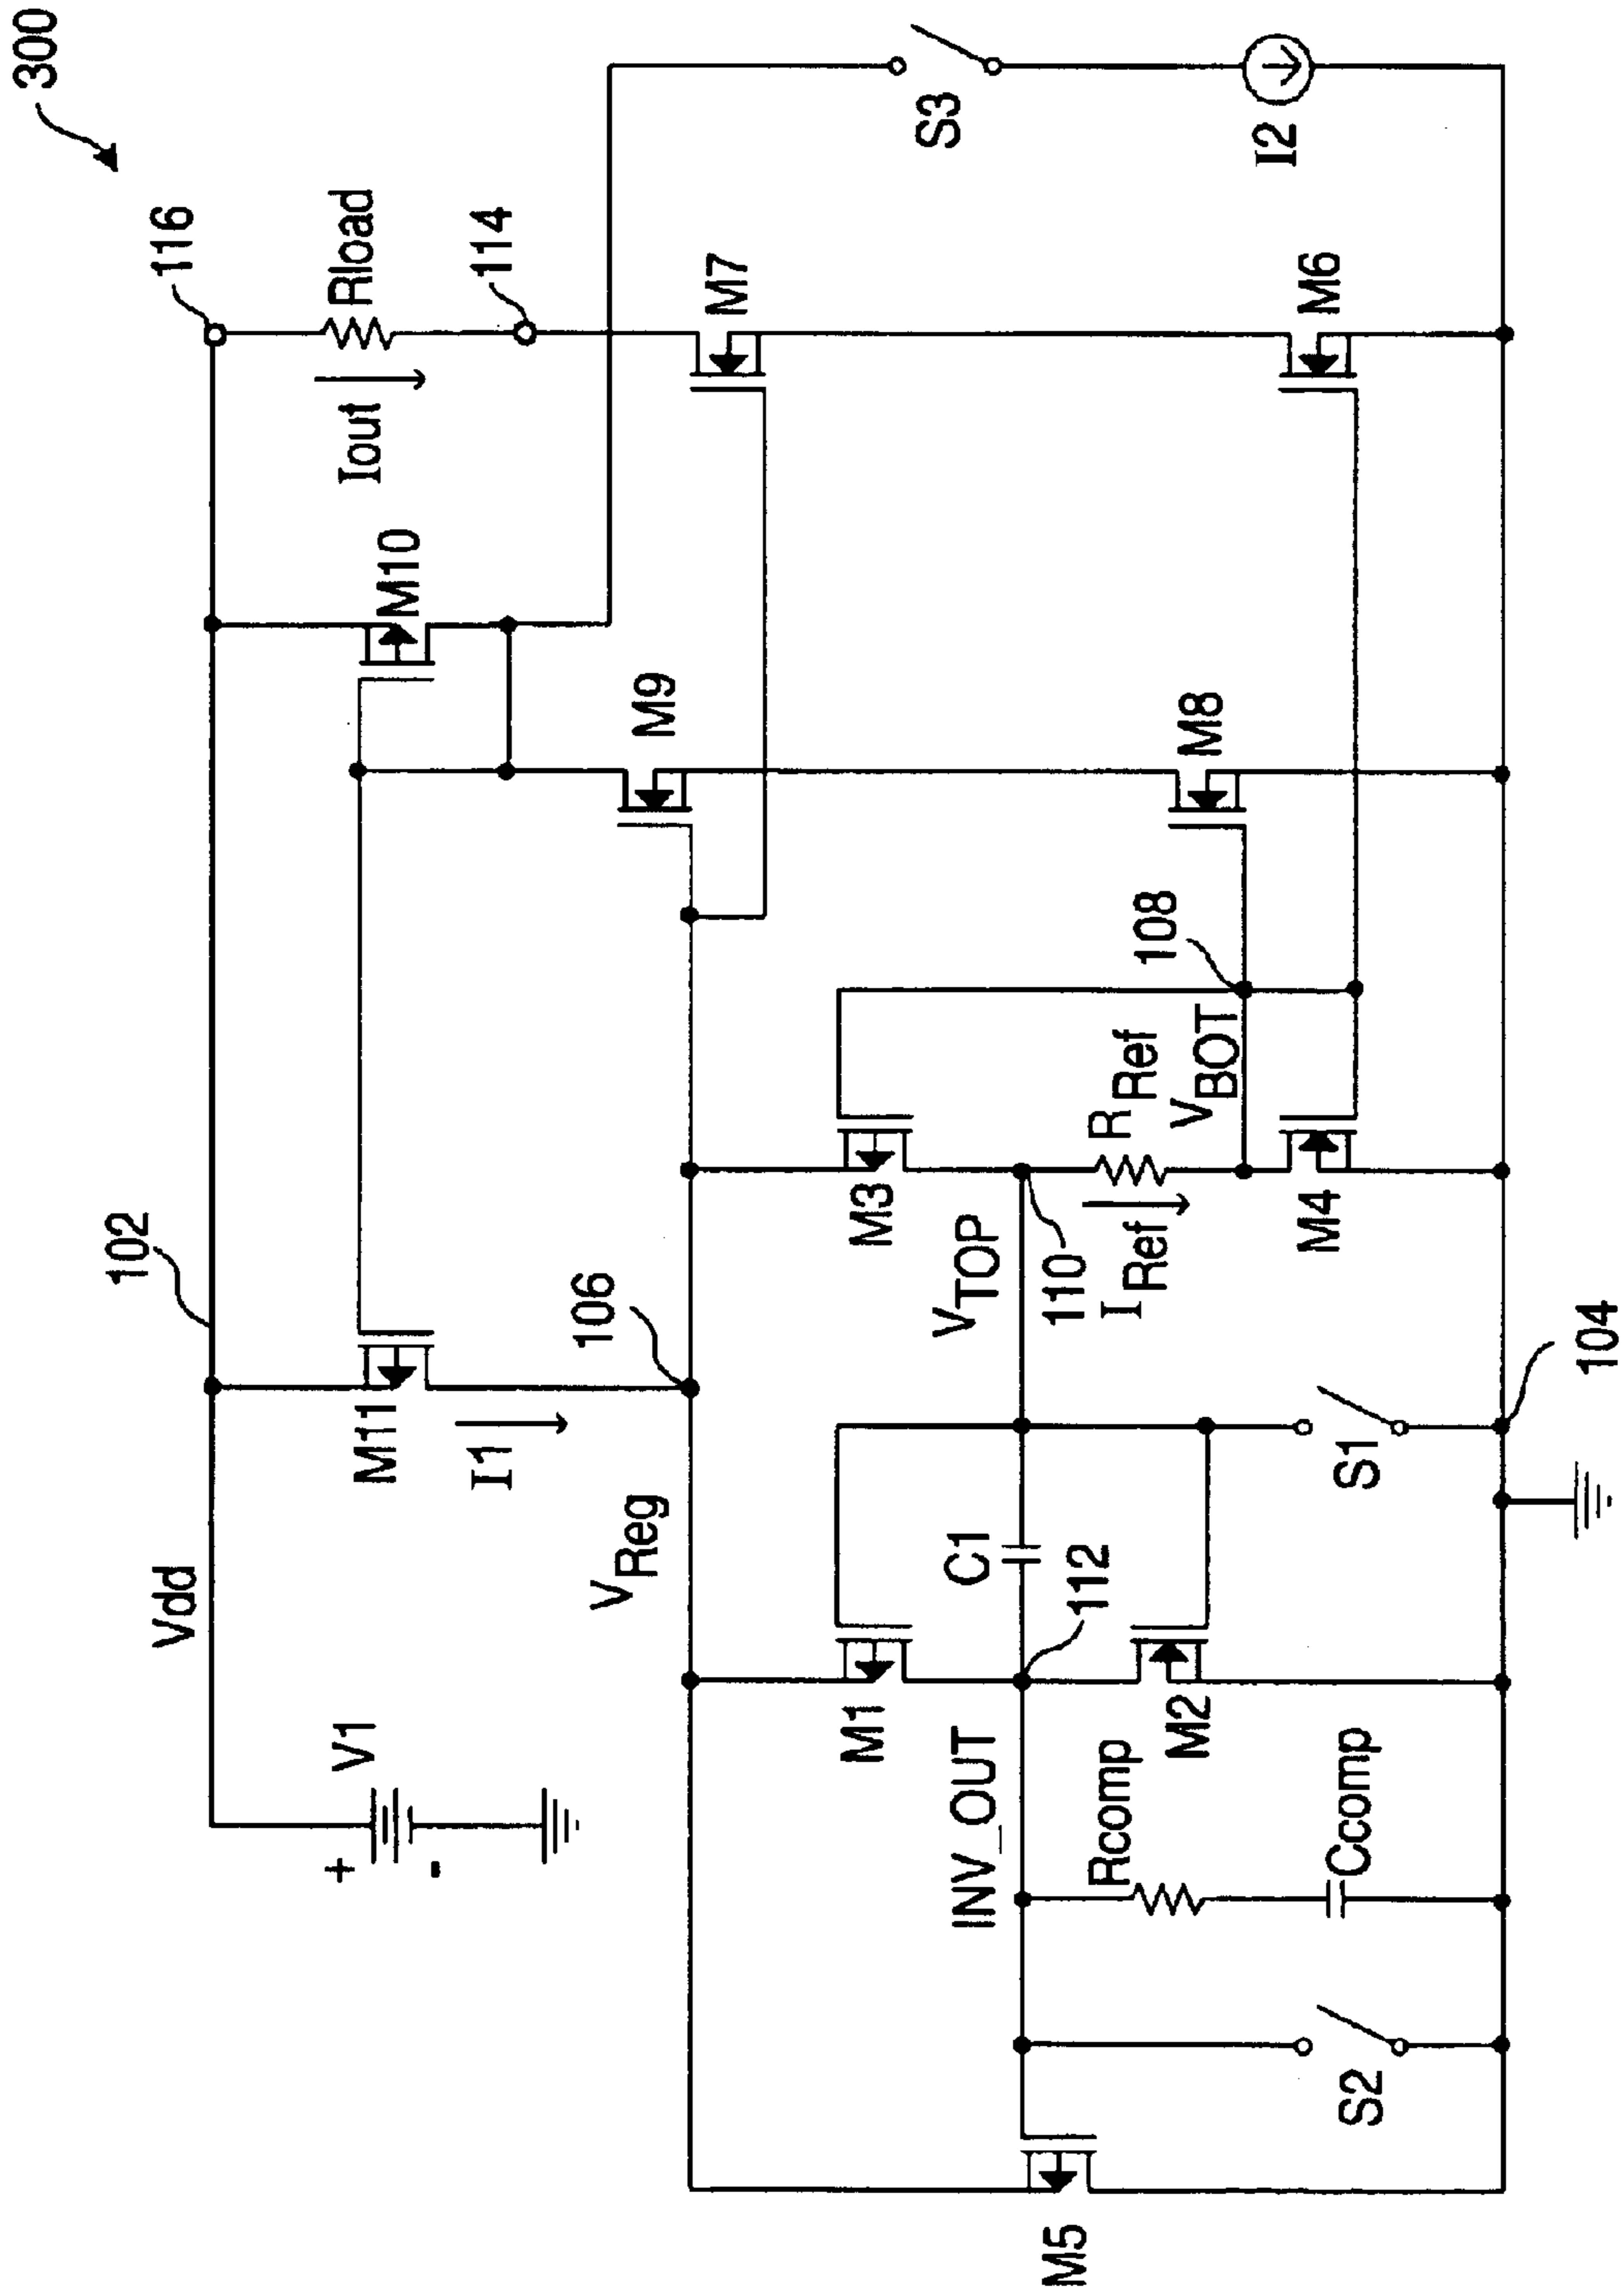 300
116
Rload
114
Iout
M7
M6
S3
I2
M10
M9
M8
102
Vdd
M11
I1
106
VReg
108
VBOT
RRef
IRef
M3
M4
VTOP
110
C1
112
S1
104
V1
+
-
M1
M2
INV_OUT
Rcomp
Ccomp
S2
M5